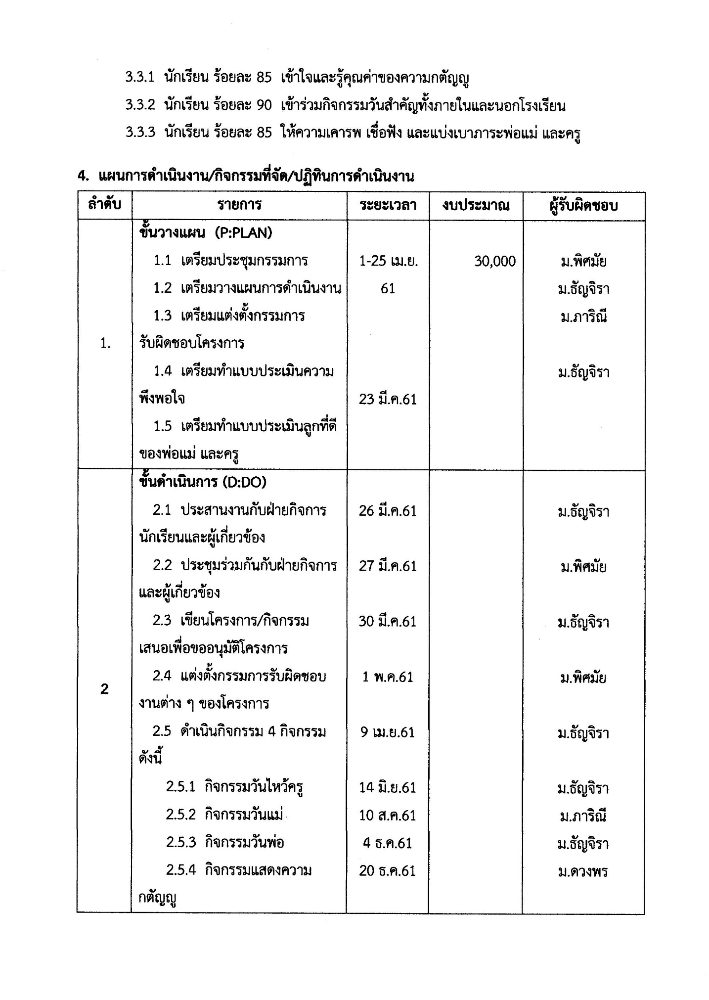 3.3.1 นักเรียน ร้อยละ 85 เข้าใจและรู้คุณค่าของความกตัญญู
3.3.2 นักเรียน ร้อยละ 90 เข้าร่วมกิจกรรมวันสำคัญทั้งภายในและนอกโรงเรียน
3.3.3 นักเรียน ร้อยละ 85 ให้ความเคารพ เชื่อฟัง และแบ่งเบาภาระพ่อแม่ และครู
4. แผนการดำเนินงาน/กิจกรรมที่จัด/ปฏิทินการดำเนินงาน
ลำดับ รายการ ระยะเวลา งบประมาณ ผู้รับผิดชอบ
ขั้นวางแผน (P:PLAN)
1.1 เตรียมประชุมกรรมการ 1-25 เม.ย. 30,000 ม.พิศมัย
1.2 เตรียมวางแผนการดำเนินงาน 61 ม.ธัญจิรา
1.3 เตรียมแต่งตั้งกรรมการ ม.ภาริณี
1. รับผิดชอบโครงการ
1.4 เตรียมทำแบบประเมินความ ม.ธัญจิรา
พึงพอใจ 23 มี.ค.61
1.5 เตรียมทำแบบประเมินลูกที่ดี
ของพ่อแม่ และครู
ขั้นดำเนินการ (D:DO)
2.1 ประสานงานกับฝ่ายกิจการ 26 มี.ค.61 ม.ธัญจิรา
นักเรียนและผู้เกี่ยวข้อง
2.2 ประชุมร่วมกันกับฝ่ายกิจการ 27 มี.ค.61 ม.พิศมัย
และผู้เกี่ยวข้อง
2.3 เขียนโครงการ/กิจกรรม 30 มี.ค.61 ม.ธัญจิรา
เสนอเพื่อขออนุมัติโครงการ
2.4 แต่งตั้งกรรมการรับผิดชอบ 1 พ.ค.61 ม.พิศมัย
2
งานต่าง ๆ ของโครงการ
2.5 ดำเนินกิจกรรม 4 กิจกรรม 9 เม.ย.61 ม.ธัญจิรา
ดังนี้
2.5.1 กิจกรรมวันไหว้ครู 14 มิ.ย.61 ม.ธัญจิรา
2.5.2 กิจกรรมวันแม่ 10 ส.ค.61 ม.ภาริณี
2.5.3 กิจกรรมวันพ่อ 4 ธ.ค.61 ม.ธัญจิรา
2.5.4 กิจกรรมแสดงความ 20 ธ.ค.61 ม.ดวงพร
กตัญญู